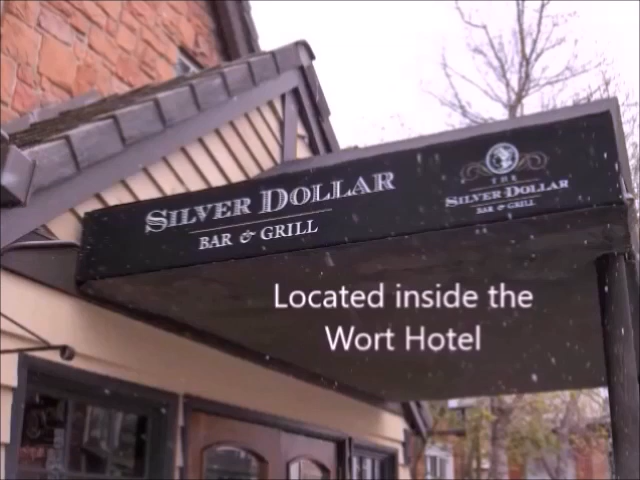 SILVER DOLLAR
BAR & GRILL
THE
SILVER DOLLAR
BAR & GRILL
Located inside the
Wort Hotel